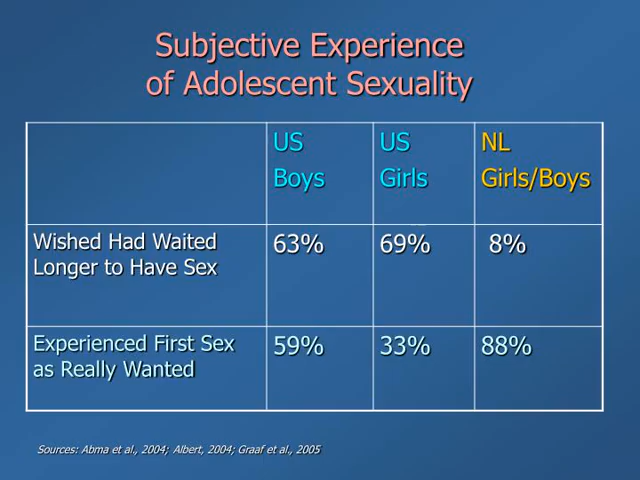 Subjective Experience
of Adolescent Sexuality
US
Boys
US
Girls
NL
Girls/Boys
Wished Had Waited
Longer to Have Sex
63%
69%
8%
Experienced First Sex
as Really Wanted
59%
33%
88%
Sources: Abma et al., 2004; Albert, 2004; Graaf et al., 2005